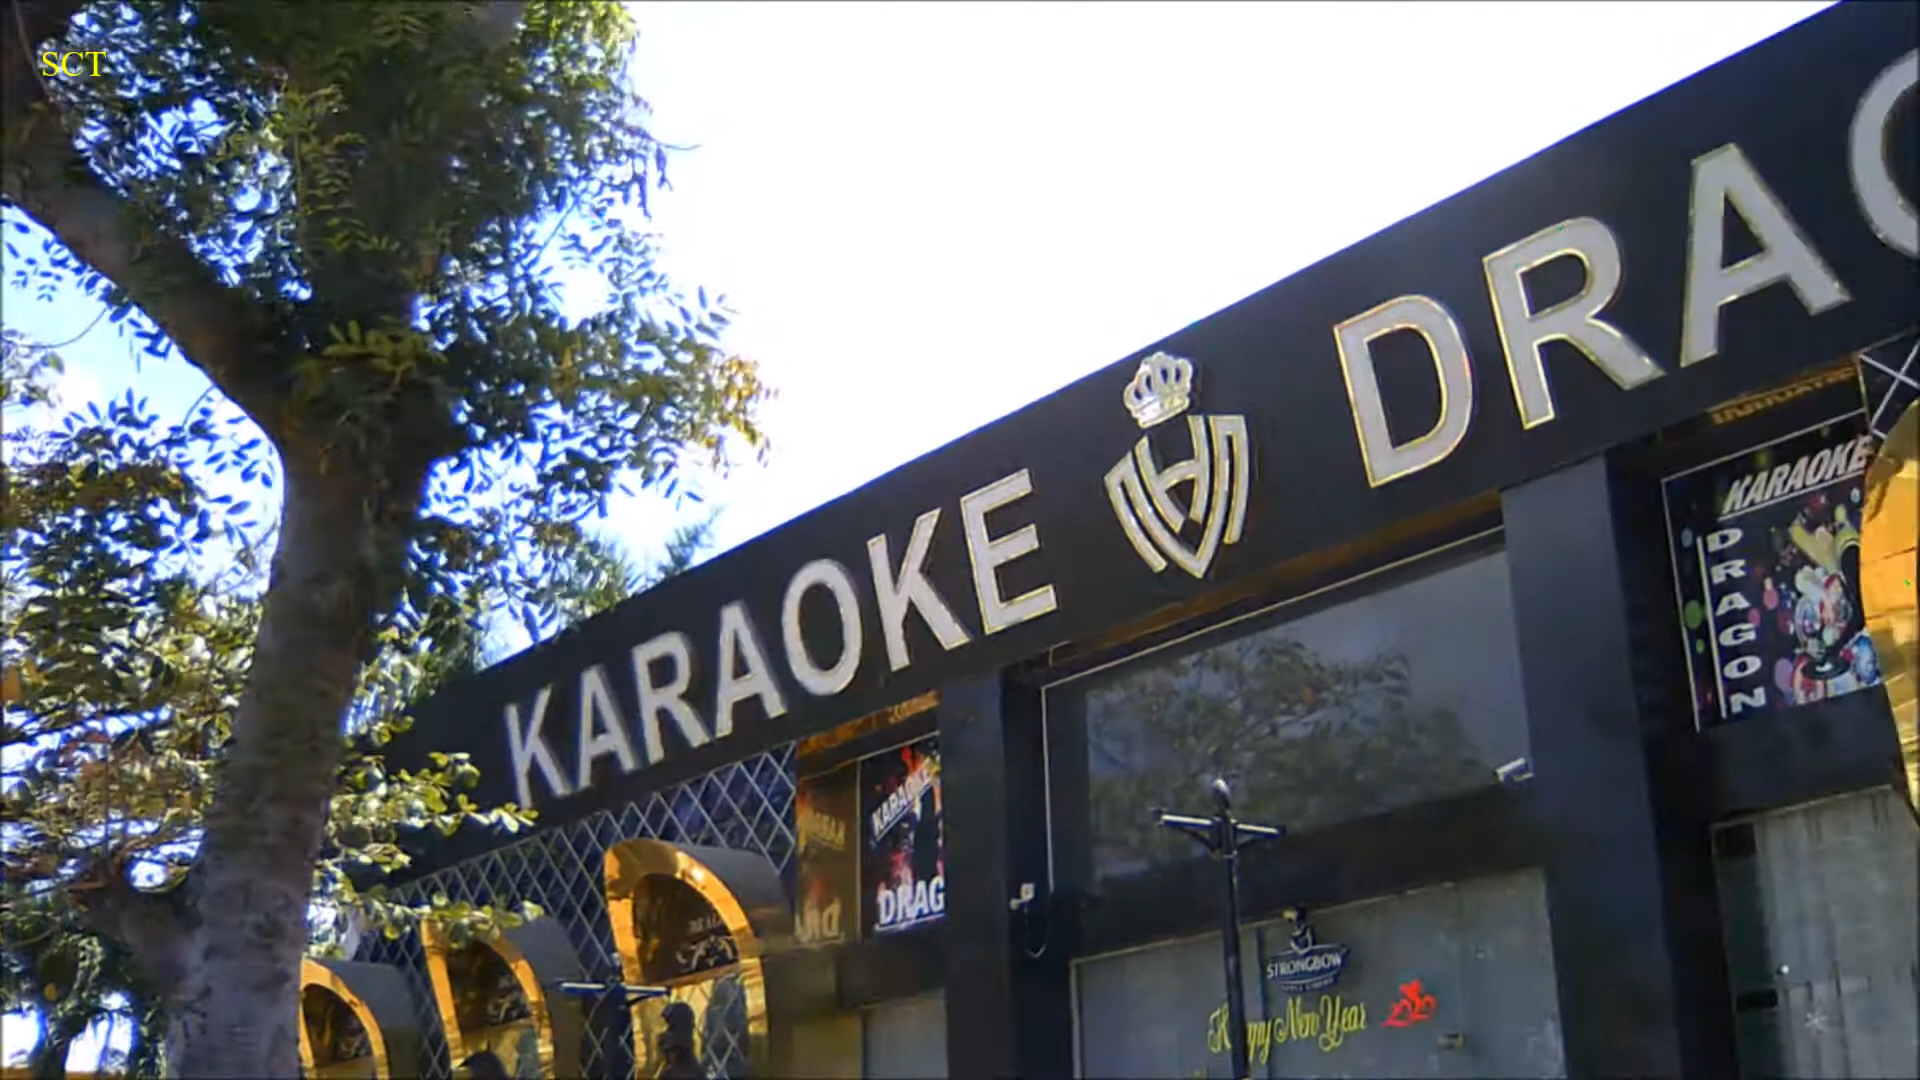 SCT
KARAOKE DRAG
KARAOKE
DRAGON
KARAOKE
DRAG
STRONGBOW
Happy New Year